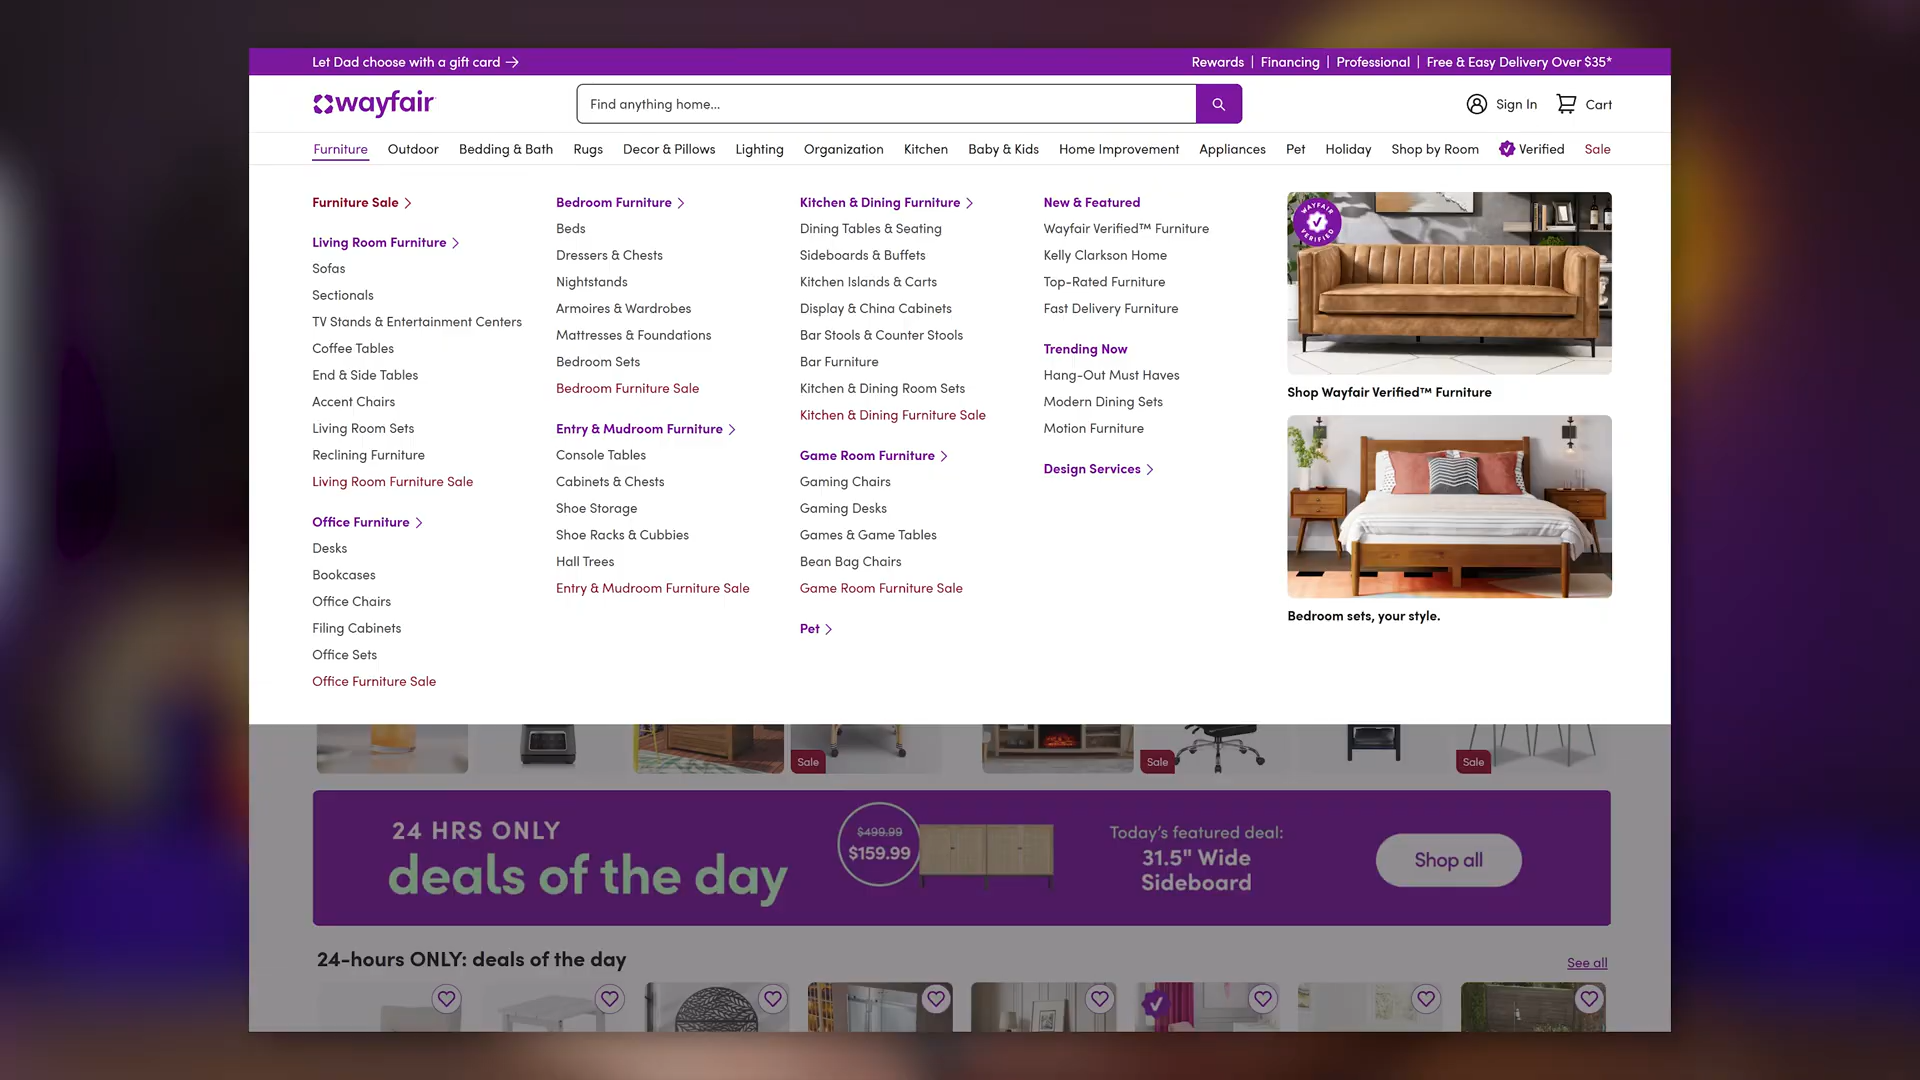 Let Dad choose with a gift card →
Rewards | Financing | Professional | Free & Easy Delivery Over $35*
wayfair
Find anything home...
Sign In
Cart
Furniture Outdoor Bedding & Bath Rugs Decor & Pillows Lighting Organization Kitchen Baby & Kids Home Improvement Appliances Pet Holiday Shop by Room Verified Sale
Furniture Sale >
Living Room Furniture >
Sofas
Sectionals
TV Stands & Entertainment Centers
Coffee Tables
End & Side Tables
Accent Chairs
Living Room Sets
Reclining Furniture
Living Room Furniture Sale
Office Furniture >
Desks
Bookcases
Office Chairs
Filing Cabinets
Office Sets
Office Furniture Sale
Bedroom Furniture >
Beds
Dressers & Chests
Nightstands
Armoires & Wardrobes
Mattresses & Foundations
Bedroom Sets
Bedroom Furniture Sale
Entry & Mudroom Furniture >
Console Tables
Cabinets & Chests
Shoe Storage
Shoe Racks & Cubbies
Hall Trees
Entry & Mudroom Furniture Sale
Kitchen & Dining Furniture >
Dining Tables & Seating
Sideboards & Buffets
Kitchen Islands & Carts
Display & China Cabinets
Bar Stools & Counter Stools
Bar Furniture
Kitchen & Dining Room Sets
Kitchen & Dining Furniture Sale
Game Room Furniture >
Gaming Chairs
Gaming Desks
Games & Game Tables
Bean Bag Chairs
Game Room Furniture Sale
Pet >
New & Featured
Wayfair Verified™ Furniture
Kelly Clarkson Home
Top-Rated Furniture
Fast Delivery Furniture
Trending Now
Hang-Out Must Haves
Modern Dining Sets
Motion Furniture
Design Services >
WAYFAIR
VERIFIED
Shop Wayfair Verified™ Furniture
Bedroom sets, your style.
Sale
Sale
Sale
24 HRS ONLY
deals of the day
$499.99
$159.99
Today's featured deal:
31.5" Wide
Sideboard
Shop all
24-hours ONLY: deals of the day
See all